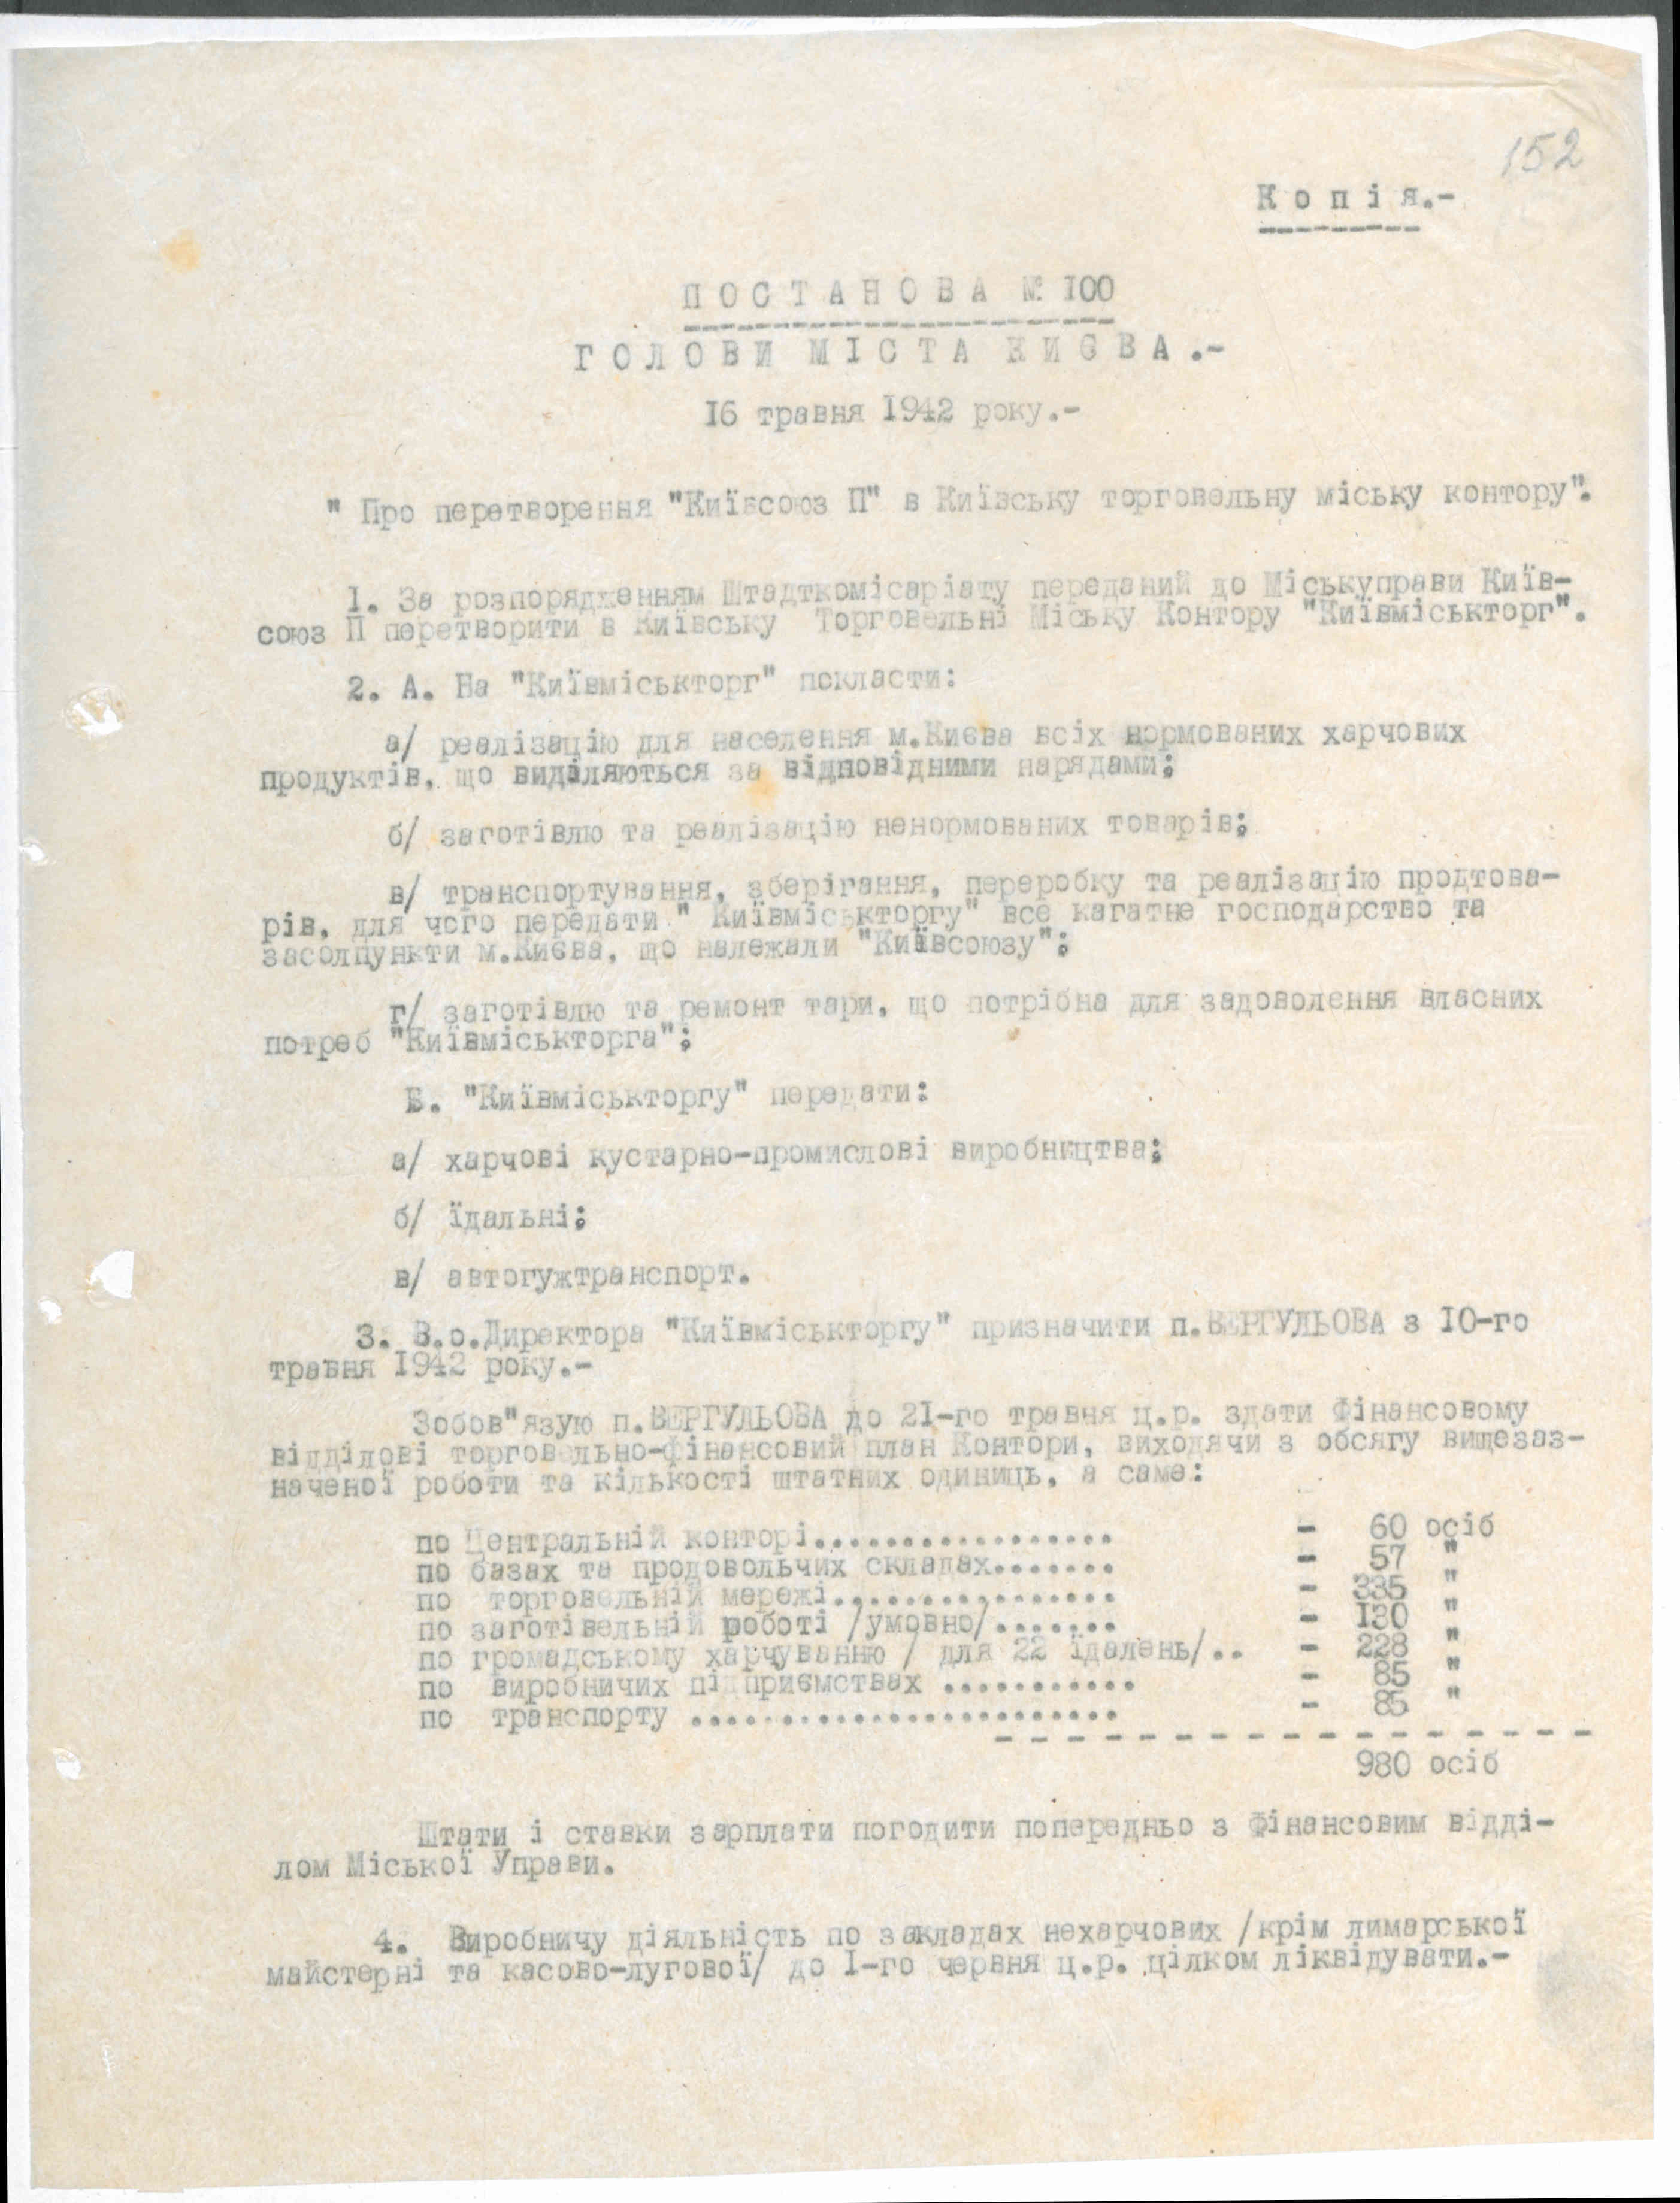 152
Копія.-
ПОСТАНОВА № 100
ГОЛОВИ МІСТА КИЄВА.-
16 травня 1942 року.-
" Про перетворення "Київсоюз П" в Київську торговельну міську контору".
1. За розпорядженням Штадткомісаріату переданий до Міськуправи Київ-
союз П перетворити в Київську Торговельні Міську Контору "Київміськторг".
2. А. На "Київміськторг" покласти:
а/ реалізацію для населення м.Києва всіх нормованих харчових
продуктів, що виділяються за відповідними нарядами;
б/ заготівлю та реалізацію ненормованих товарів;
в/ транспортування, зберігання, переробку та реалізацію продтова-
рів, для чого передати " Київміськторгу" все кагатне господарство та
засолпункти м.Києва, що належали "Київсоюзу";
г/ заготівлю та ремонт тари, що потрібна для задоволення власних
потреб "Київміськторга";
Б. "Київміськторгу" передати:
а/ харчові кустарно-промислові виробництва;
б/ їдальні;
в/ автогужтранспорт.
3. В.о.Директора "Київміськторгу" призначити п.ВЕРГУЛЬОВА з 10-го
травня 1942 року.-
Зобов"язую п.ВЕРГУЛЬОВА до 21-го травня ц.р. здати Фінансовому
відділові торговельно-фінансовий план Контори, виходячи з обсягу вищезаз-
наченої роботи та кількості штатних одиниць, а саме:
по Центральній конторі................. - 60 осіб
по базах та продовольчих складах....... - 57 "
по торговельній мережі................ - 335 "
по заготівельній роботі /умовно/....... - 130 "
по громадському харчуванню / для 22 їдалень/.. - 228 "
по виробничих підприємствах ........... - 85 "
по транспорту ........................ - 85 "
980 осіб
Штати і ставки зарплати погодити попередньо з Фінансовим відді-
лом Міської Управи.
4. Виробничу діяльність по закладах нехарчових /крім лимарської
майстерні та касово-лугової/ до 1-го червня ц.р. цілком ліквідувати.-